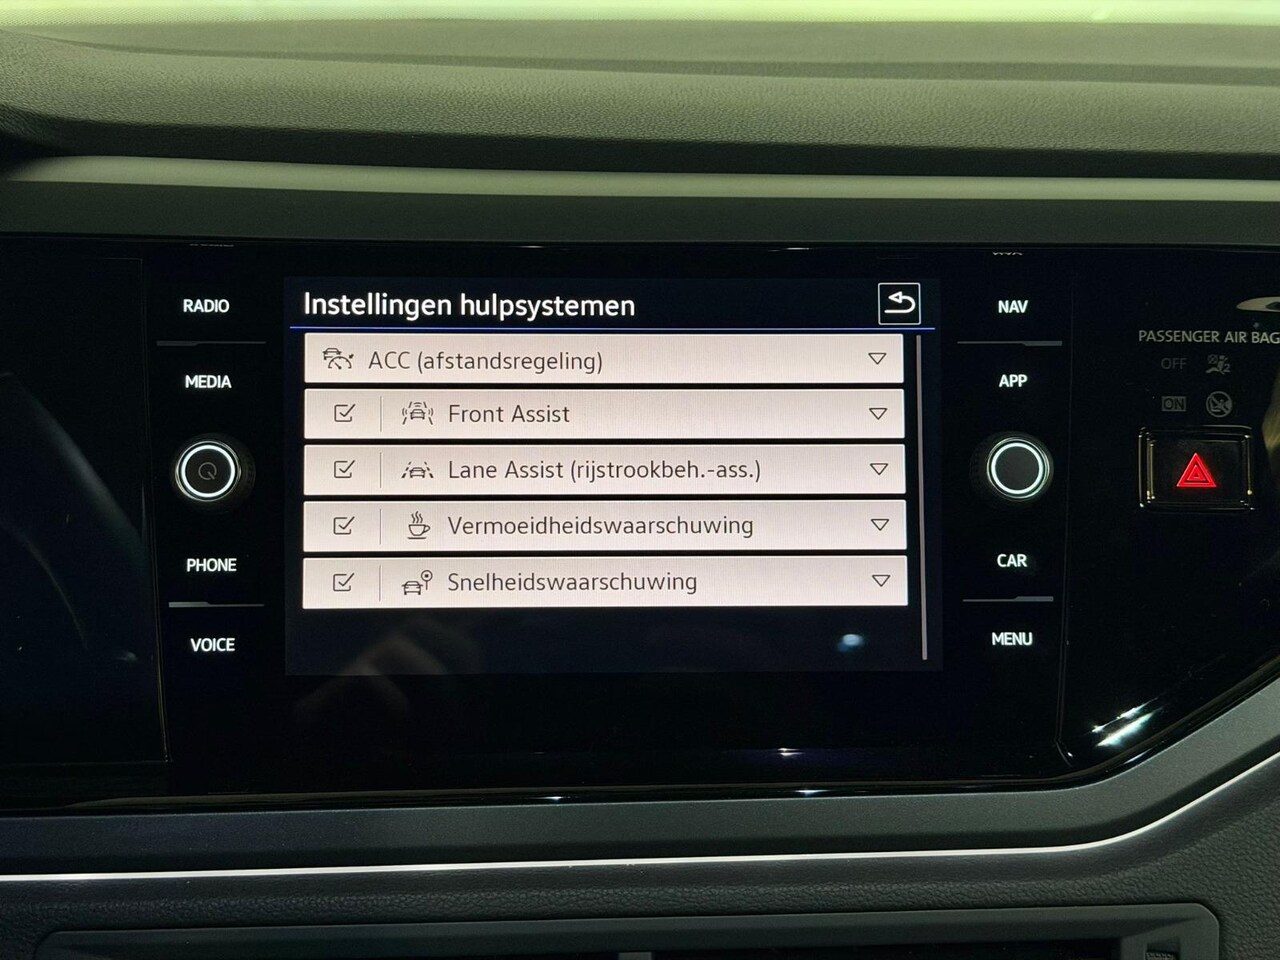 RADIO
MEDIA
PHONE
VOICE
Instellingen hulpsystemen
ACC (afstandsregeling)
Front Assist
Lane Assist (rijstrookbeh.-ass.)
Vermoeidheidswaarschuwing
Snelheidswaarschuwing
NAV
APP
CAR
MENU
PASSENGER AIR BAG
OFF
ON